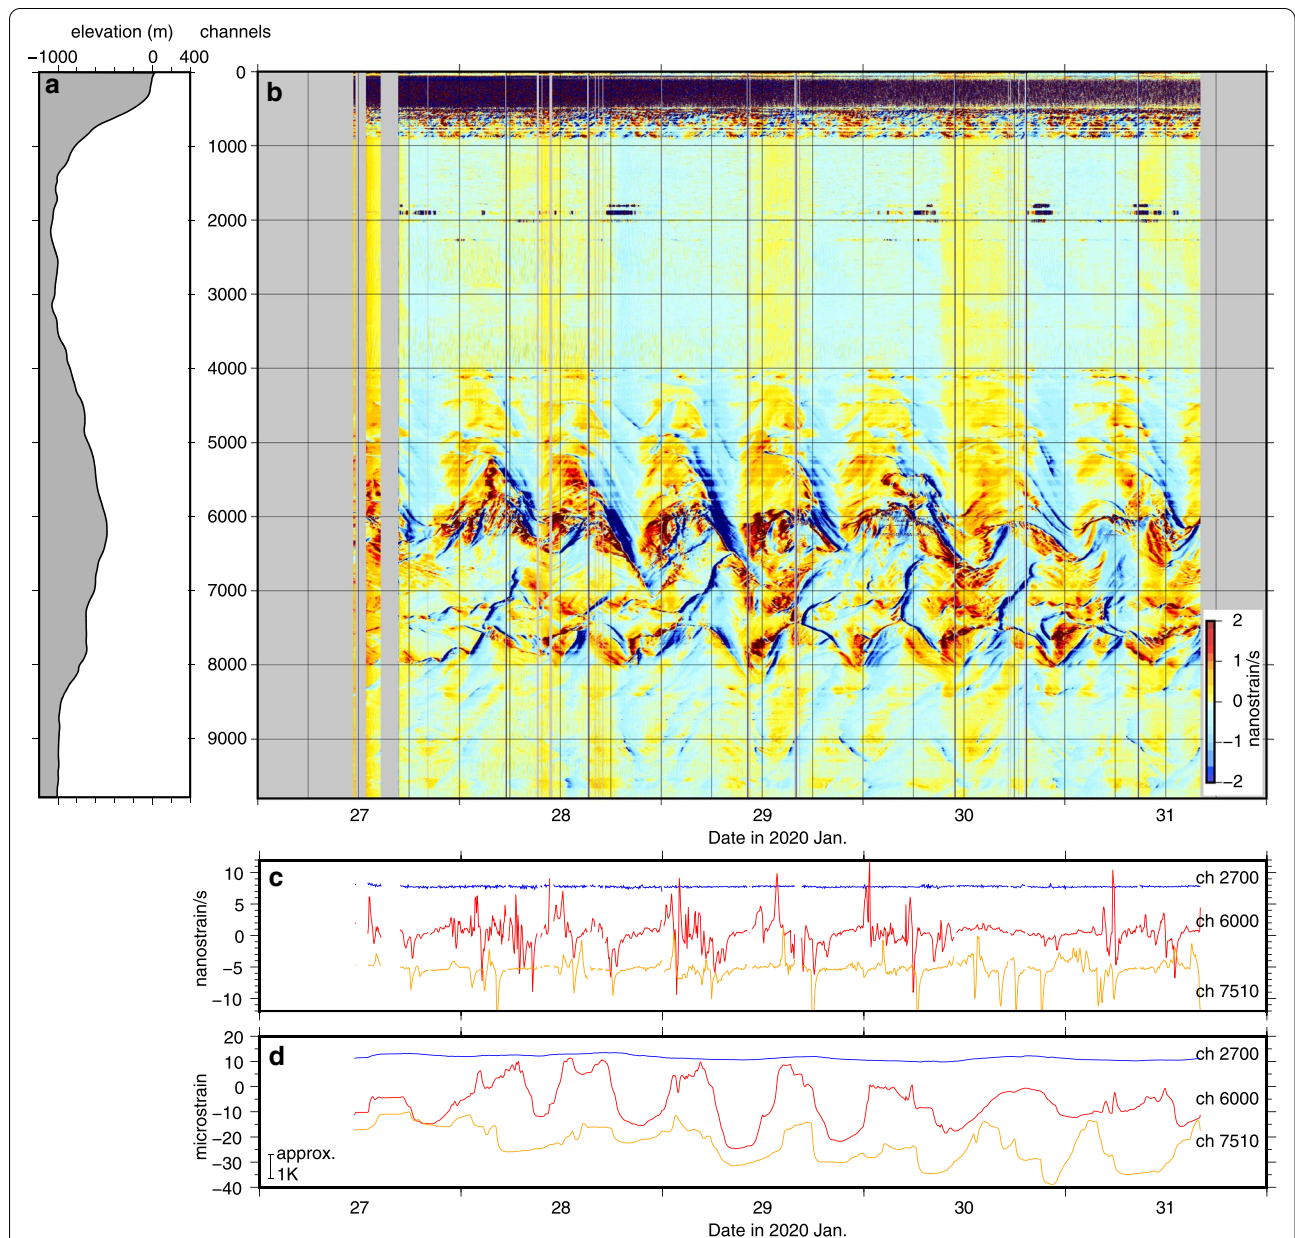 elevation (m) channels
−1000 0 400
a
b
0
1000
2000
3000
4000
5000
6000
7000
8000
9000
2
1
0
−1
−2
nanostrain/s
27 28 29 30 31
Date in 2020 Jan.
c
10
5
0
−5
−10
nanostrain/s
ch 2700
ch 6000
ch 7510
d
20
10
0
−10
−20
−30
−40
microstrain
approx.
1K
ch 2700
ch 6000
ch 7510
27 28 29 30 31
Date in 2020 Jan.